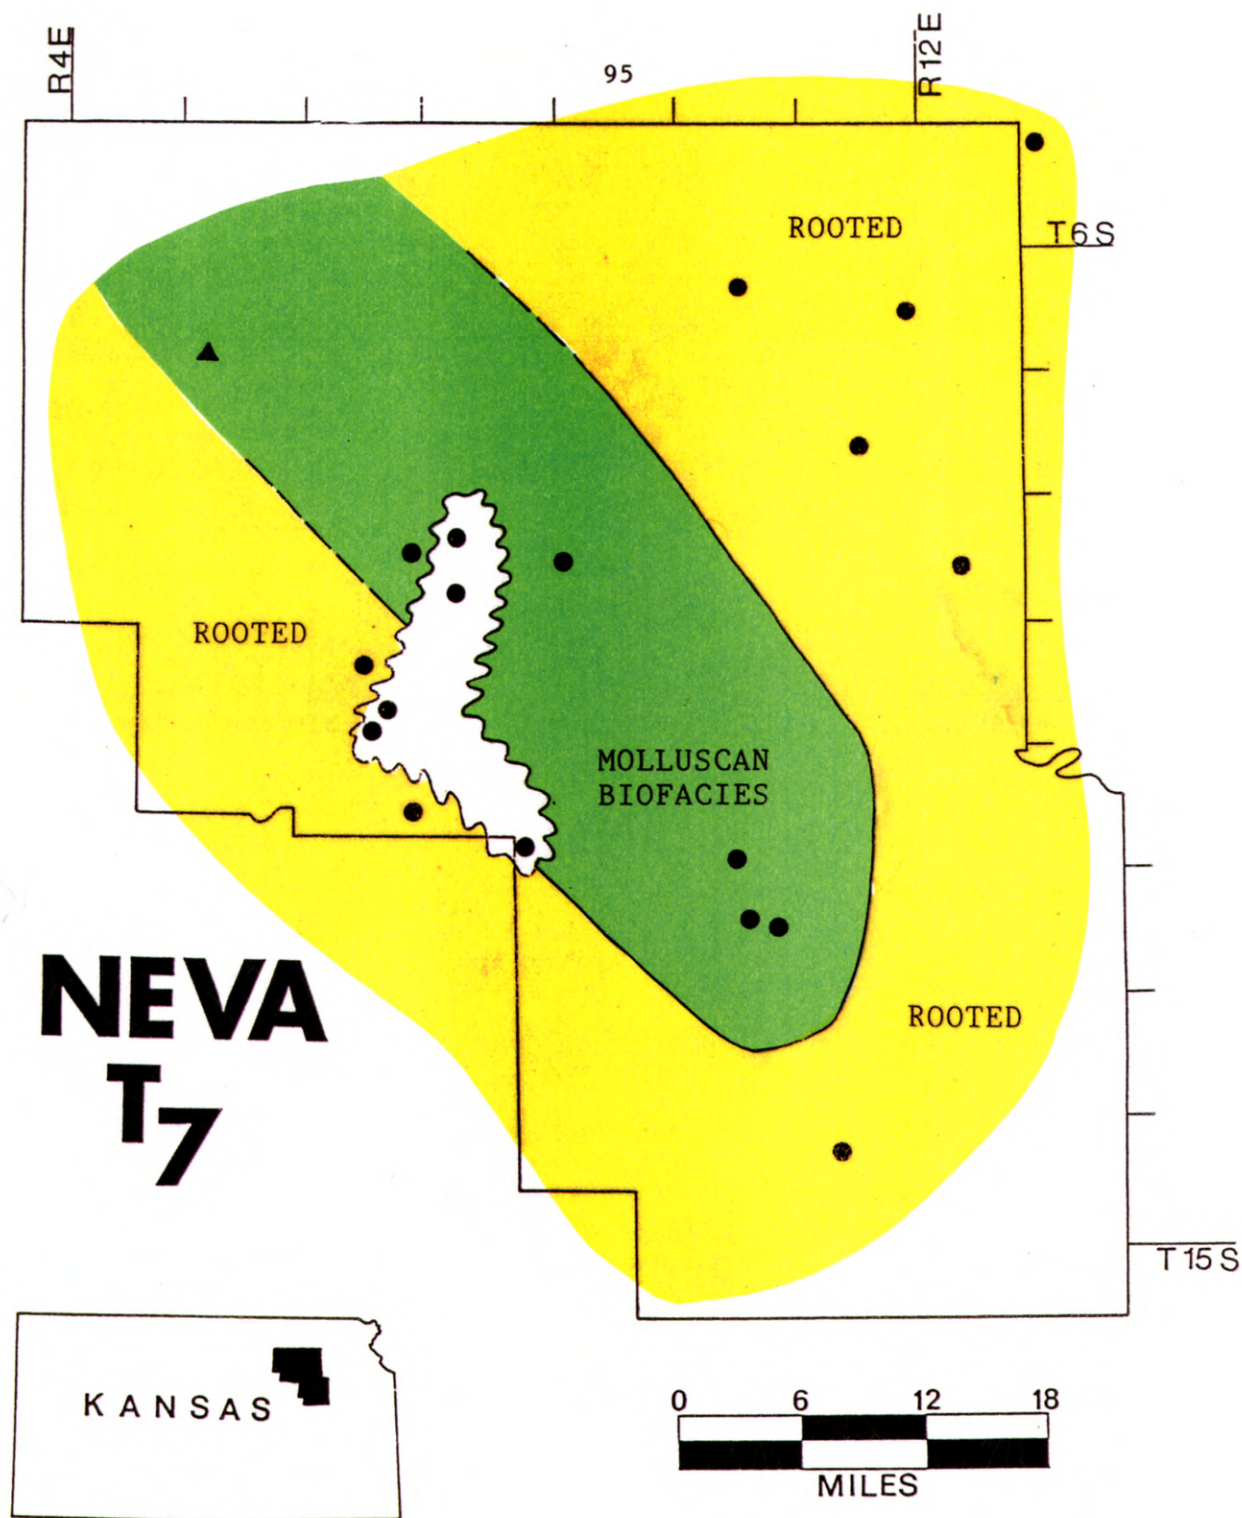 R4E
95
R12E
ROOTED
T6S
ROOTED
MOLLUSCAN
BIOFACIES
ROOTED
NEVA
T7
T15S
KANSAS
0 6 12 18
MILES